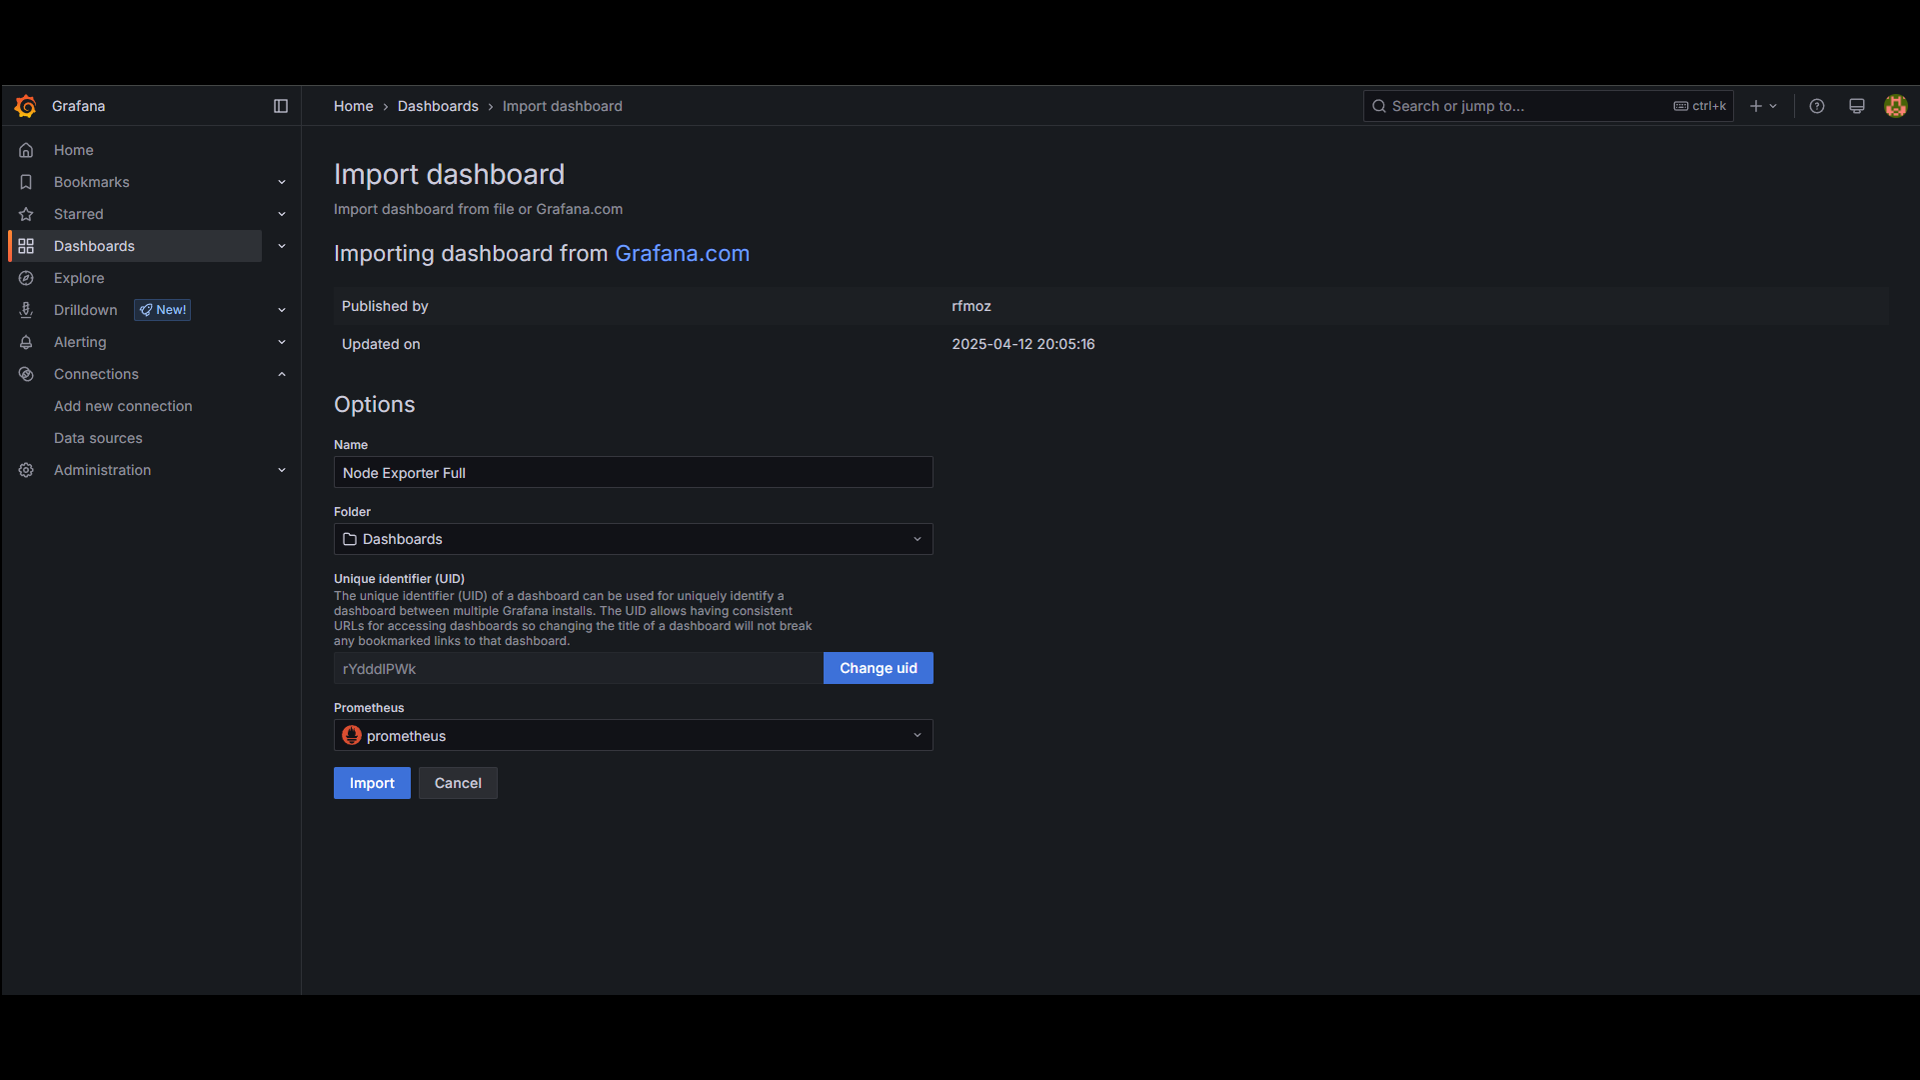 Grafana
Home
Bookmarks
Starred
Dashboards
Explore
Drilldown New!
Alerting
Connections
Add new connection
Data sources
Administration
Home › Dashboards › Import dashboard
Search or jump to... ctrl+k
Import dashboard
Import dashboard from file or Grafana.com
Importing dashboard from Grafana.com
Published by rfmoz
Updated on 2025-04-12 20:05:16
Options
Name
Node Exporter Full
Folder
Dashboards
Unique identifier (UID)
The unique identifier (UID) of a dashboard can be used for uniquely identify a
dashboard between multiple Grafana installs. The UID allows having consistent
URLs for accessing dashboards so changing the title of a dashboard will not break
any bookmarked links to that dashboard.
rYdddlPWk Change uid
Prometheus
prometheus
Import Cancel